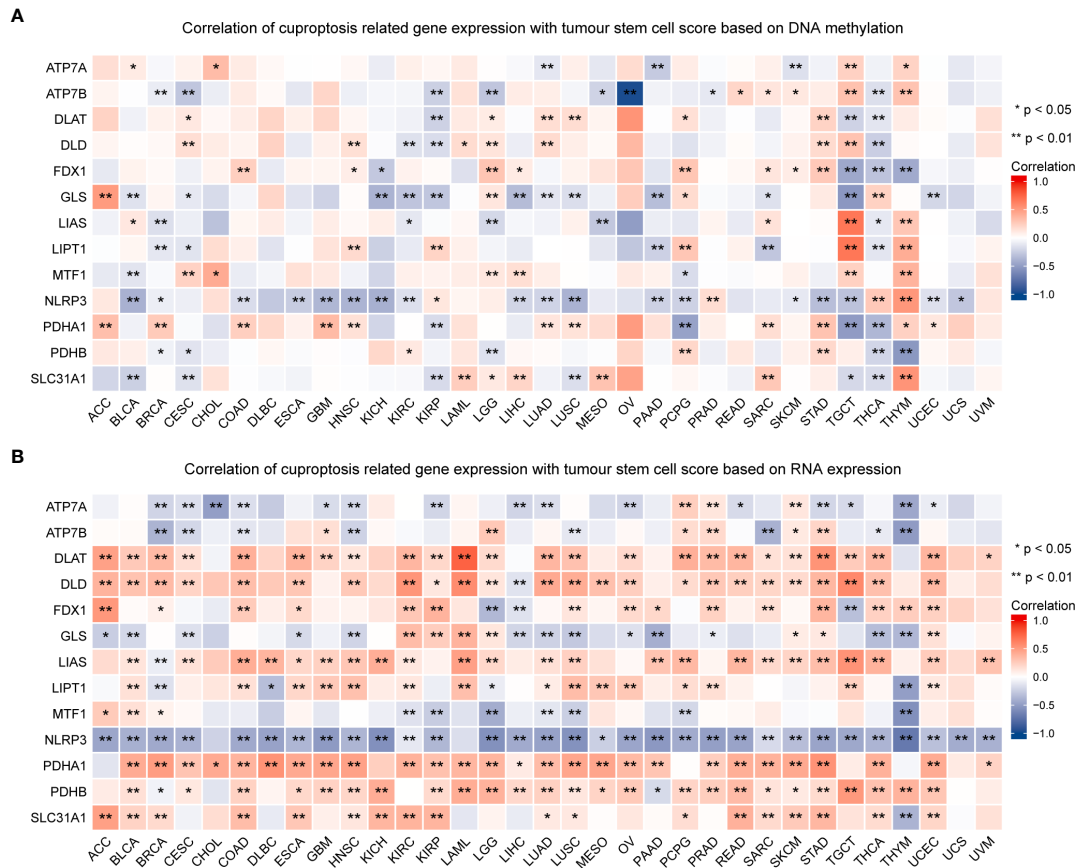 A
Correlation of cuproptosis related gene expression with tumour stem cell score based on DNA methylation
ATP7A * * ** ** ** ** *
ATP7B ** ** ** ** * ** * * * * ** ** **
DLAT * ** * ** ** * ** ** **
DLD ** ** ** ** * ** ** ** ** **
FDX1 ** * * ** * ** * * ** ** ** **
GLS ** ** * ** ** ** ** ** ** ** ** * * ** ** **
LIAS * ** * ** ** * ** * **
LIPT1 ** * ** ** ** ** ** ** ** **
MTF1 ** ** * ** ** * ** **
NLRP3 ** * ** ** ** ** ** ** * ** ** ** ** ** ** * ** ** ** ** ** *
PDHA1 ** ** ** ** ** ** ** ** ** ** ** ** ** * *
PDHB * * * ** ** ** ** **
SLC31A1 ** ** ** ** * ** ** ** ** * ** **
ACC BLCA BRCA CESC CHOL COAD DLBC ESCA GBM HNSC KICH KIRC KIRP LAML LGG LIHC LUAD LUSC MESO OV PAAD PCPG PRAD READ SARC SKCM STAD TGCT THCA THYM UCEC UCS UVM
* p < 0.05
** p < 0.01
Correlation
1.0
0.5
0.0
−0.5
−1.0
B
Correlation of cuproptosis related gene expression with tumour stem cell score based on RNA expression
ATP7A ** ** ** ** * ** ** ** ** ** ** ** * ** ** * ** *
ATP7B ** ** ** * ** ** ** * ** ** * ** * **
DLAT ** ** ** ** ** ** ** ** ** ** ** ** ** ** ** ** ** ** * ** ** ** ** ** *
DLD ** ** ** ** ** ** ** ** * ** ** ** ** ** ** ** * ** ** ** ** ** ** ** **
FDX1 ** * ** * ** ** ** ** ** ** * ** ** ** ** ** **
GLS * ** ** * ** ** ** ** ** ** ** ** * ** * * * ** ** **
LIAS ** ** ** ** ** * ** ** ** ** ** ** ** ** ** ** ** ** ** ** ** ** ** ** **
LIPT1 ** ** ** * ** ** ** ** ** * * ** ** ** * ** ** ** **
MTF1 * ** * ** ** ** ** ** ** **
NLRP3 ** ** ** ** ** ** ** ** ** ** ** ** ** ** ** ** * ** ** ** ** ** ** ** ** ** ** ** ** ** **
PDHA1 ** ** ** * ** ** ** ** ** ** ** ** ** * ** ** ** ** ** ** ** ** ** ** ** ** *
PDHB ** * * ** * ** ** ** ** ** ** ** ** ** * ** * ** ** ** ** ** ** ** ** ** **
SLC31A1 ** ** ** ** ** ** ** ** * * ** ** ** ** ** ** **
ACC BLCA BRCA CESC CHOL COAD DLBC ESCA GBM HNSC KICH KIRC KIRP LAML LGG LIHC LUAD LUSC MESO OV PAAD PCPG PRAD READ SARC SKCM STAD TGCT THCA THYM UCEC UCS UVM
* p < 0.05
** p < 0.01
Correlation
1.0
0.5
0.0
−0.5
−1.0